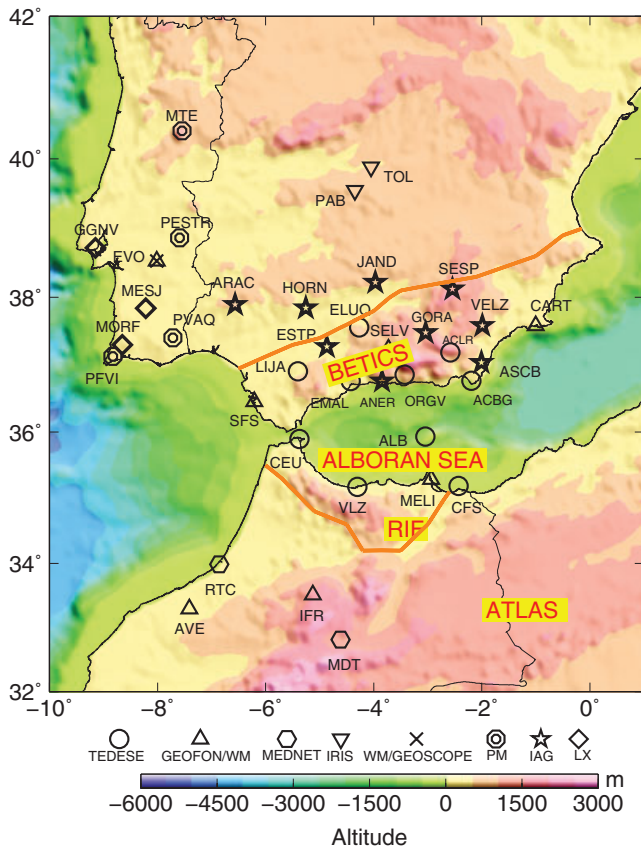 42˚
MTE
40˚
TOL
PAB
PESTR
GGNV
EVO
JAND
SESP
MESJ
ARAC
HORN
VELZ
CART
38˚
ELUQ
GORA
MORF
PVAQ
ESTP
SELV
ACLR
BETICS
LIJA
PFVI
ASCB
SFS
EMAL
ANER
ORGV
ACBG
36˚
ALB
CEU
ALBORAN SEA
VLZ
MELI
CFS
RIF
34˚
RTC
IFR
ATLAS
AVE
MDT
32˚
−10 −8 −6 −4 −2 0
TEDESE GEOFON/WM MEDNET IRIS WM/GEOSCOPE PM IAG LX
m
−6000 −4500 −3000 −1500 0 1500 3000
Altitude